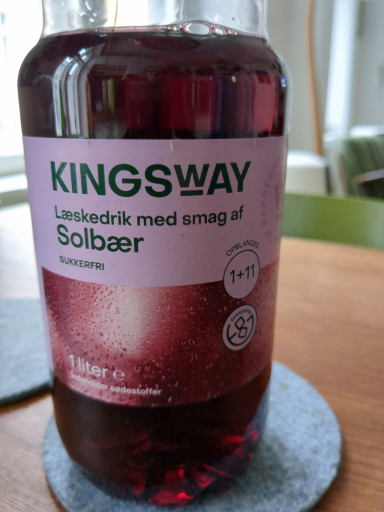 KINGSWAY
Læskedrik med smag af
Solbær
SUKKERFRI
OPBLANDES
1+11
1 liter e
sødestoffer